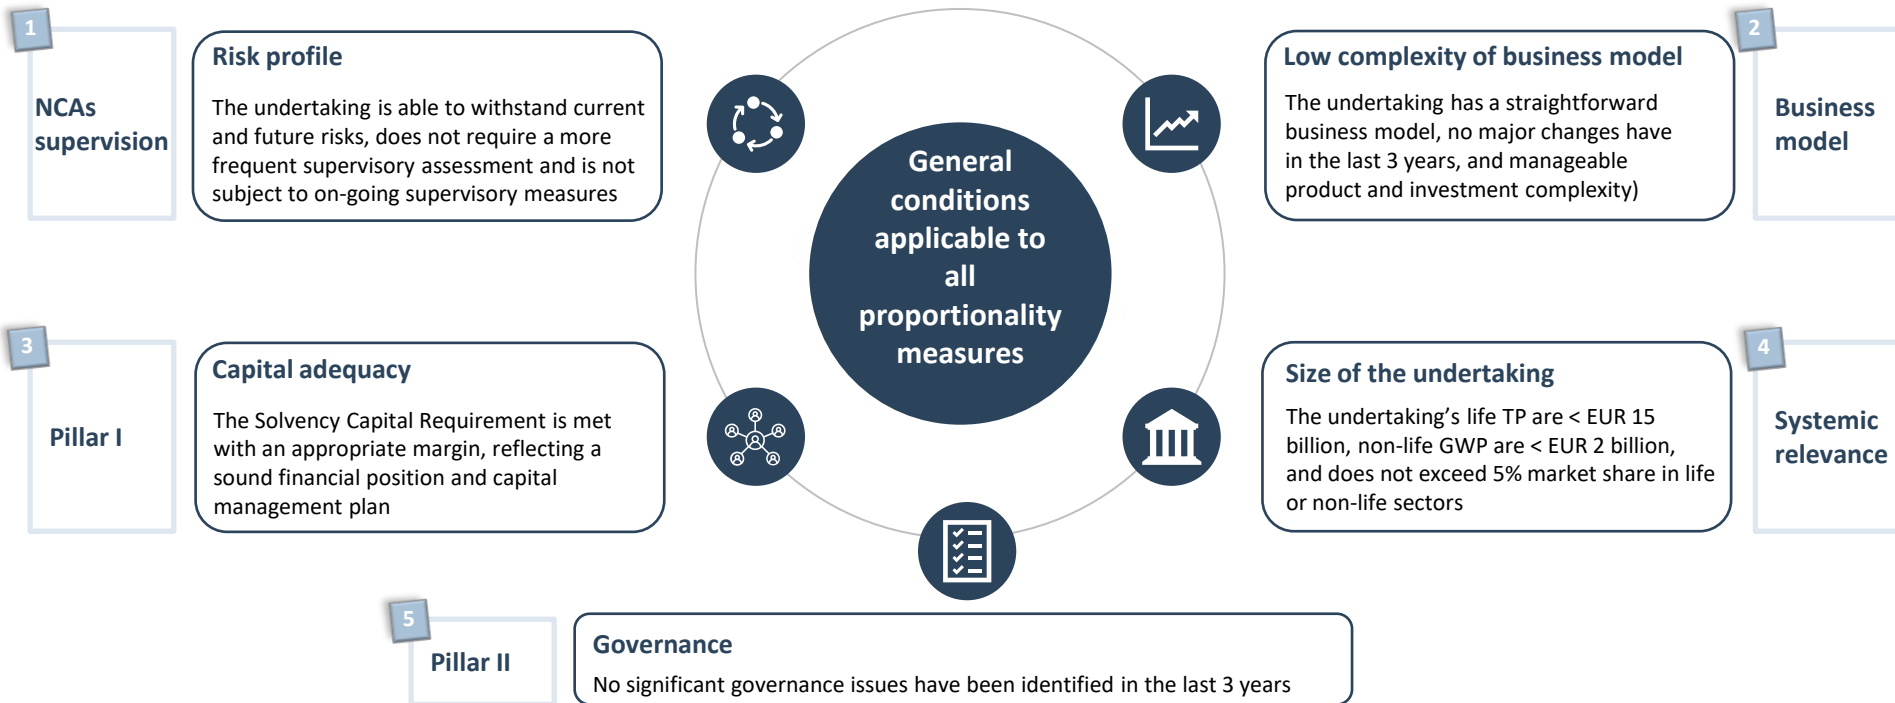 1
NCAs
supervision
Risk profile
The undertaking is able to withstand current
and future risks, does not require a more
frequent supervisory assessment and is not
subject to on-going supervisory measures
2
Business
model
Low complexity of business model
The undertaking has a straightforward
business model, no major changes have
in the last 3 years, and manageable
product and investment complexity)
General
conditions
applicable to
all
proportionality
measures
3
Pillar I
Capital adequacy
The Solvency Capital Requirement is met
with an appropriate margin, reflecting a
sound financial position and capital
management plan
4
Systemic
relevance
Size of the undertaking
The undertaking’s life TP are < EUR 15
billion, non-life GWP are < EUR 2 billion,
and does not exceed 5% market share in life
or non-life sectors
5
Pillar II
Governance
No significant governance issues have been identified in the last 3 years